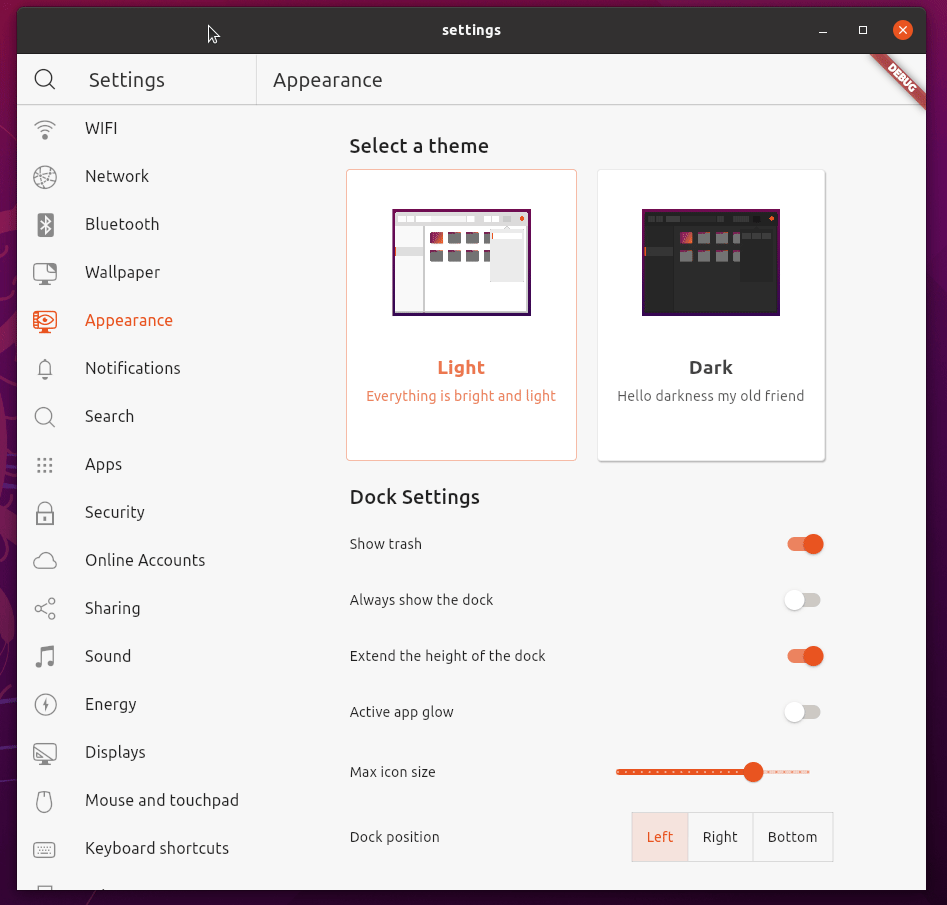 settings
Settings
Appearance
DEBUG
WIFI
Network
Bluetooth
Wallpaper
Appearance
Notifications
Search
Apps
Security
Online Accounts
Sharing
Sound
Energy
Displays
Mouse and touchpad
Keyboard shortcuts
Select a theme
Light
Everything is bright and light
Dark
Hello darkness my old friend
Dock Settings
Show trash
Always show the dock
Extend the height of the dock
Active app glow
Max icon size
Dock position
Left
Right
Bottom